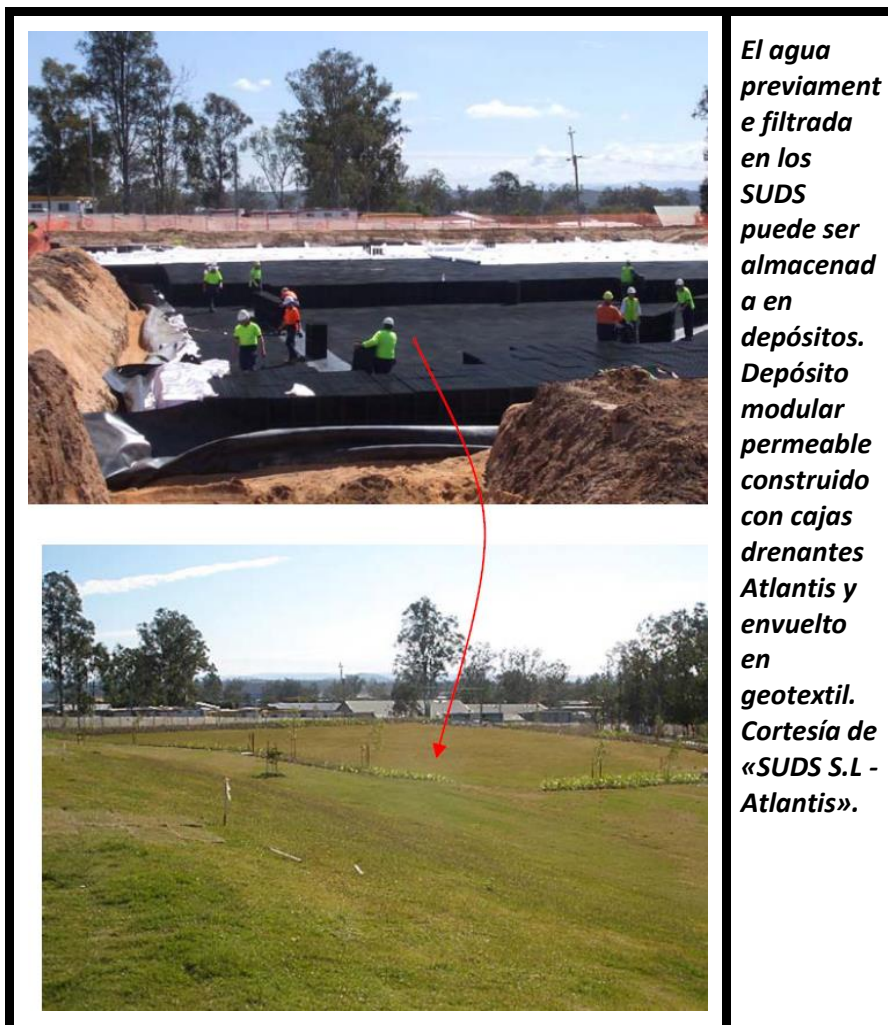 El agua
previament
e filtrada
en los
SUDS
puede ser
almacenad
a en
depósitos.
Depósito
modular
permeable
construido
con cajas
drenantes
Atlantis y
envuelto
en
geotextil.
Cortesía de
«SUDS S.L -
Atlantis».